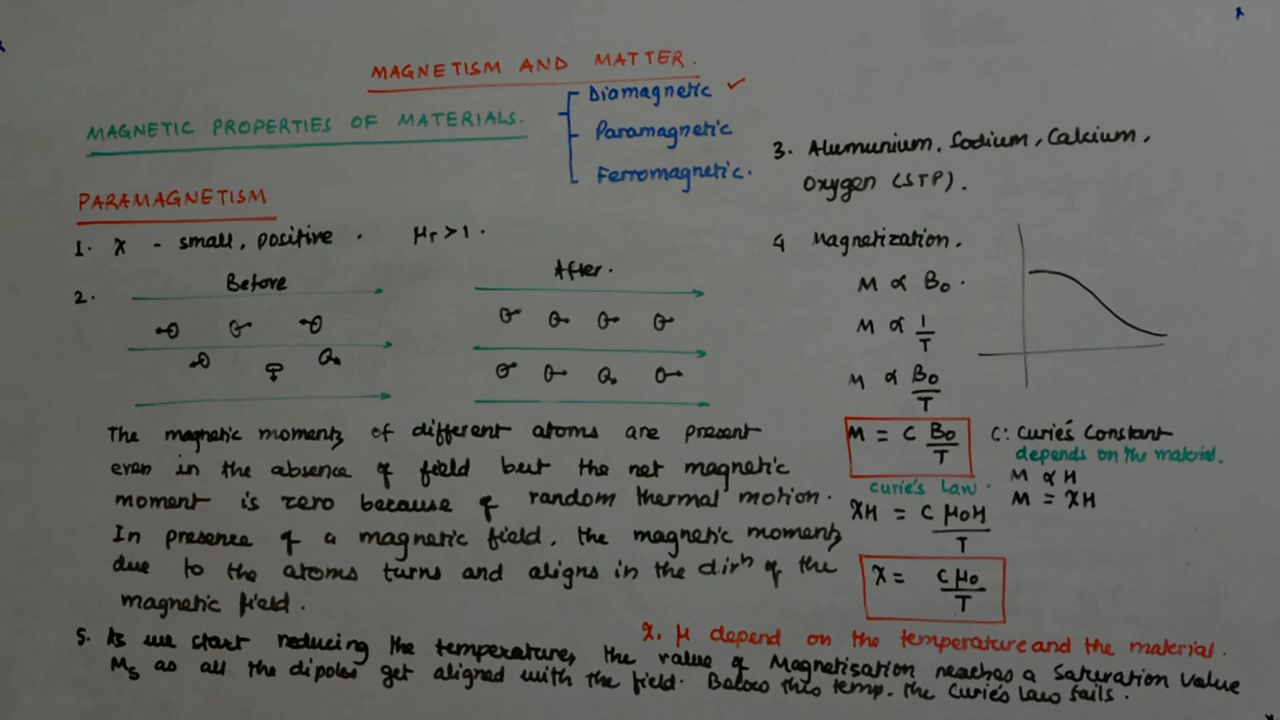 MAGNETISM AND MATTER.
MAGNETIC PROPERTIES OF MATERIALS.
Diamagnetic ✓
Paramagnetic
Ferromagnetic.
PARAMAGNETISM
1. χ - small, positive. μr > 1.
2. Before
After.
The magnetic moments of different atoms are present
even in the absence of field but the net magnetic
moment is zero because of random thermal motion.
In presence of a magnetic field, the magnetic moments
due to the atoms turns and aligns in the dirⁿ of the
magnetic field.
3. Alumunium, Sodium, Calcium,
Oxygen (STP).
4 Magnetization.
M ∝ B₀.
M ∝ 1/T
M ∝ B₀/T
M = C B₀/T
C: Curie's Constant
depends on the material.
Curie's Law.
M ∝ H
M = χH
χH = C μ₀H/T
χ = Cμ₀/T
χ, μ depend on the temperature and the material.
5. As we start reducing the temperature, the value of Magnetisation reaches a Saturation value
Ms as all the dipoles get aligned with the field. Below this temp. the Curie's law fails.